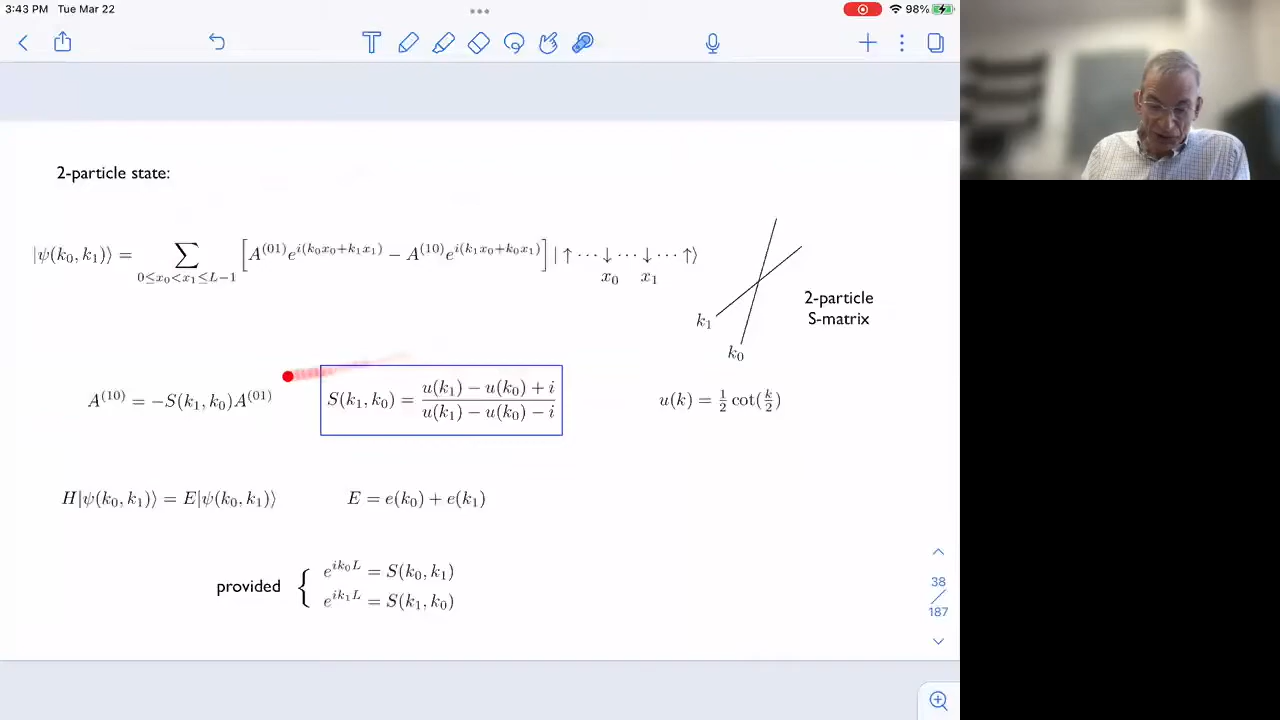 3:43 PM Tue Mar 22
98%
2-particle state:
|ψ(k₀, k₁)⟩ = ∑_{0≤x₀<x₁≤L−1} [A^{(01)}e^{i(k₀x₀+k₁x₁)} − A^{(10)}e^{i(k₁x₀+k₀x₁)}] |↑ ⋯ ↓ ⋯ ↓ ⋯ ↑⟩
x₀ x₁
2-particle
S-matrix
k₁
k₀
A^{(10)} = −S(k₁, k₀)A^{(01)}
S(k₁, k₀) = \frac{u(k₁) − u(k₀) + i}{u(k₁) − u(k₀) − i}
u(k) = ½ cot(\frac{k}{2})
H|ψ(k₀, k₁)⟩ = E|ψ(k₀, k₁)⟩
E = e(k₀) + e(k₁)
provided {
e^{ik₀L} = S(k₀, k₁)
e^{ik₁L} = S(k₁, k₀)
38
/
187